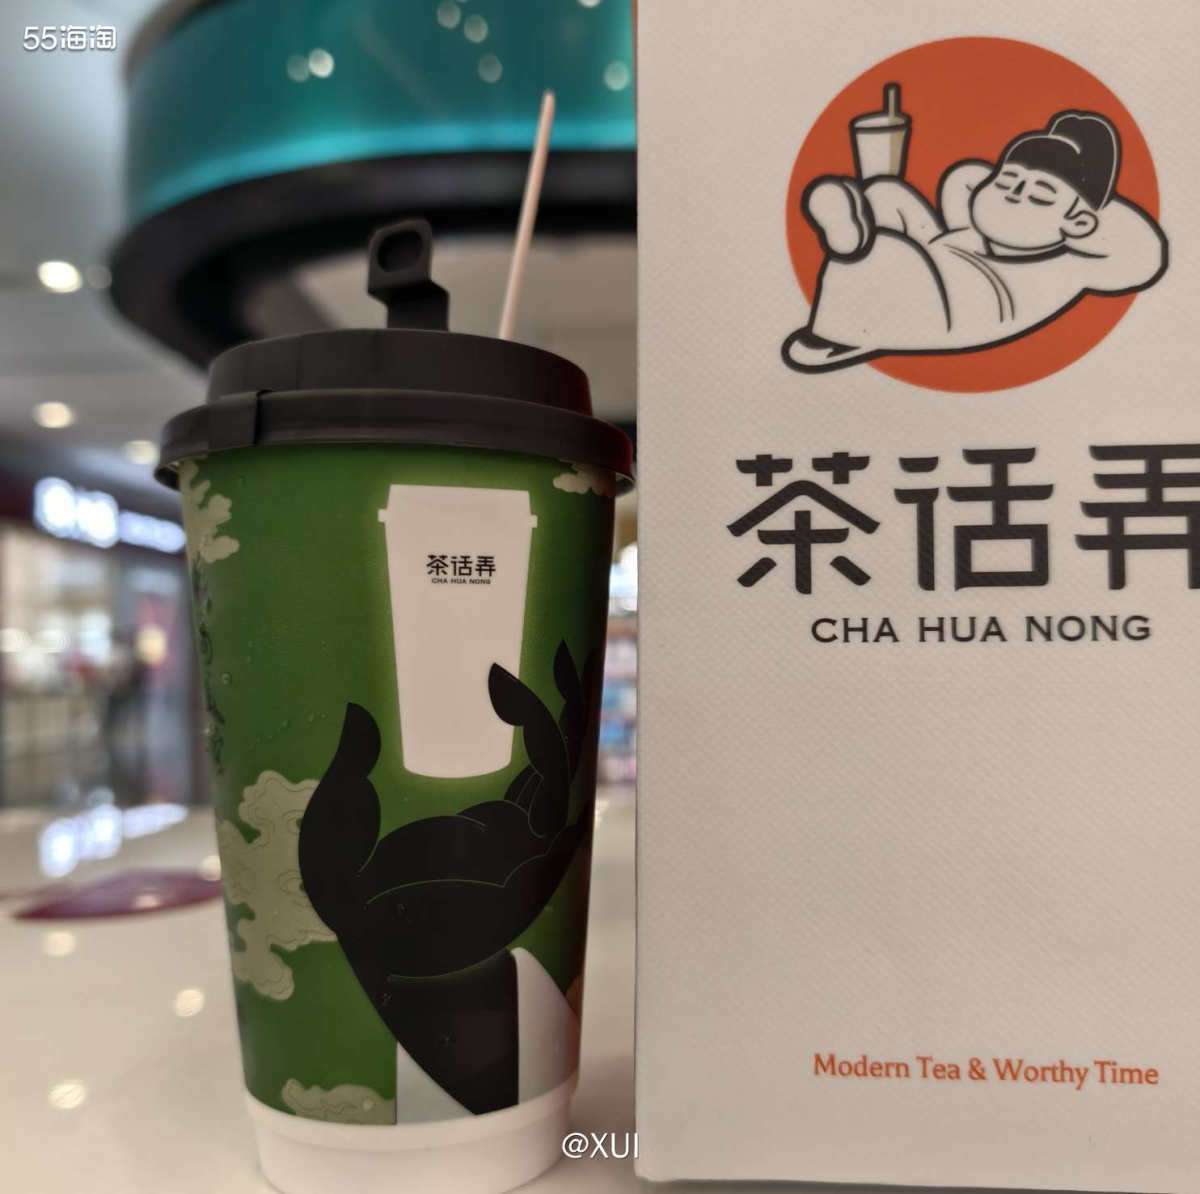 55海淘
茶话弄
CHA HUA NONG
茶话弄
CHA HUA NONG
Modern Tea & Worthy Time
@XUI